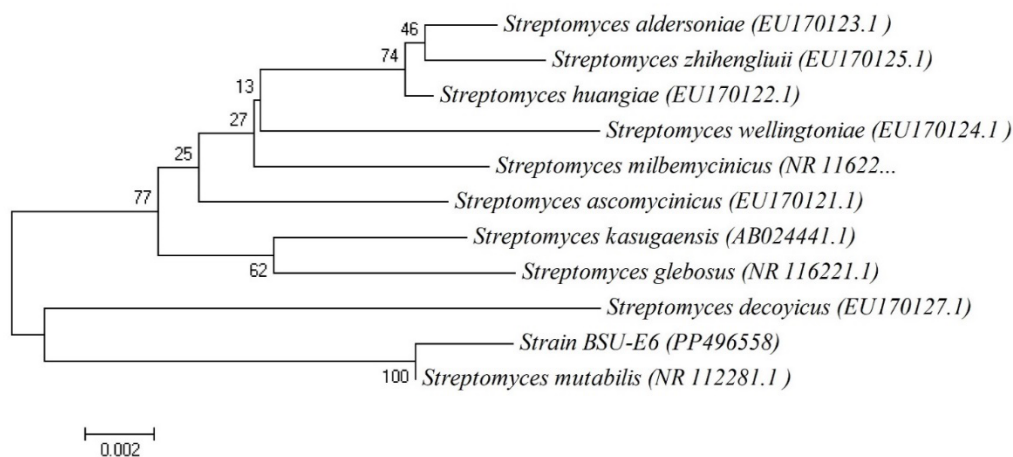 46
Streptomyces aldersoniae (EU170123.1 )
74
Streptomyces zhihengliuii (EU170125.1)
13
Streptomyces huangiae (EU170122.1)
27
Streptomyces wellingtoniae (EU170124.1 )
25
Streptomyces milbemycinicus (NR 11622...
77
Streptomyces ascomycinicus (EU170121.1)
Streptomyces kasugaensis (AB024441.1)
62
Streptomyces glebosus (NR 116221.1)
Streptomyces decoyicus (EU170127.1)
Strain BSU-E6 (PP496558)
100
Streptomyces mutabilis (NR 112281.1 )
0.002